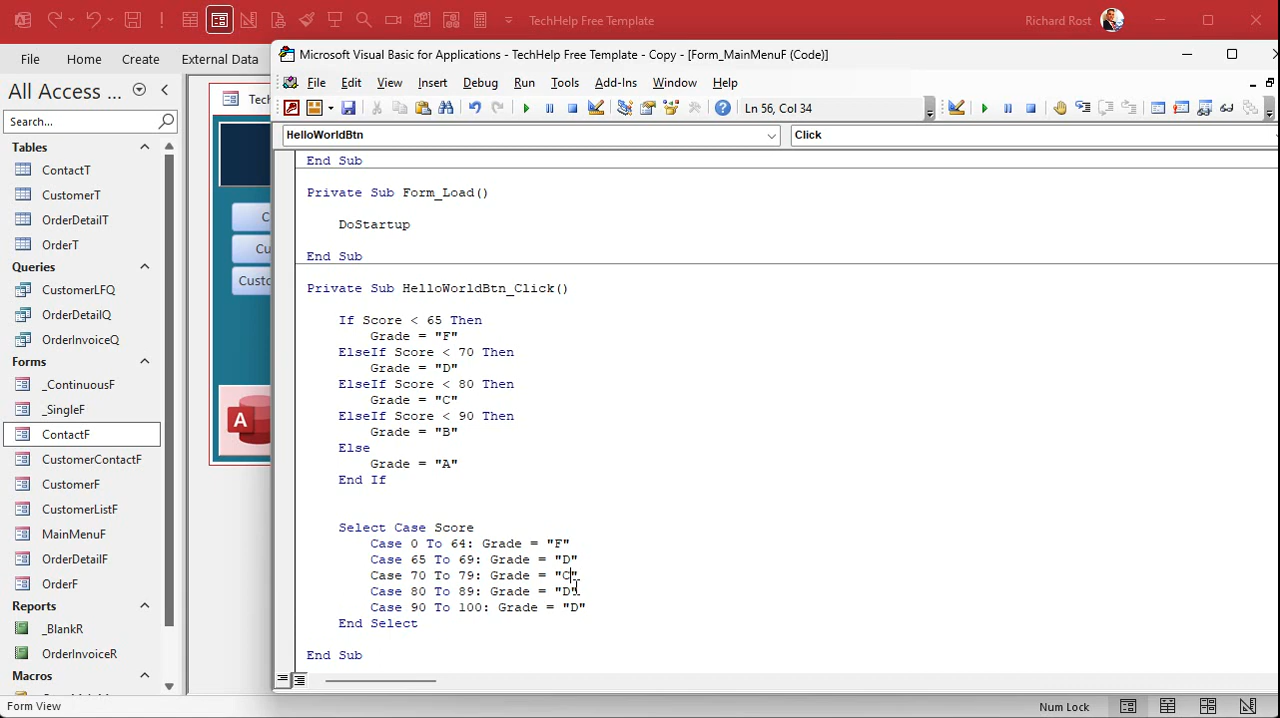 TechHelp Free Template
Richard Rost
File Home Create External Data
Microsoft Visual Basic for Applications - TechHelp Free Template - Copy - [Form_MainMenuF (Code)]
File Edit View Insert Debug Run Tools Add-Ins Window Help
Ln 56, Col 34
HelloWorldBtn
Click
All Access ...
Search...
Tables
ContactT
CustomerT
OrderDetailT
OrderT
Queries
CustomerLFQ
OrderDetailQ
OrderInvoiceQ
Forms
_ContinuousF
_SingleF
ContactF
CustomerContactF
CustomerF
CustomerListF
MainMenuF
OrderDetailF
OrderF
Reports
_BlankR
OrderInvoiceR
Macros
Tech
C
Cu
Custo
A
End Sub
Private Sub Form_Load()
DoStartup
End Sub
Private Sub HelloWorldBtn_Click()
If Score < 65 Then
Grade = "F"
ElseIf Score < 70 Then
Grade = "D"
ElseIf Score < 80 Then
Grade = "C"
ElseIf Score < 90 Then
Grade = "B"
Else
Grade = "A"
End If
Select Case Score
Case 0 To 64: Grade = "F"
Case 65 To 69: Grade = "D"
Case 70 To 79: Grade = "C"
Case 80 To 89: Grade = "D"
Case 90 To 100: Grade = "D"
End Select
End Sub
Form View
Num Lock